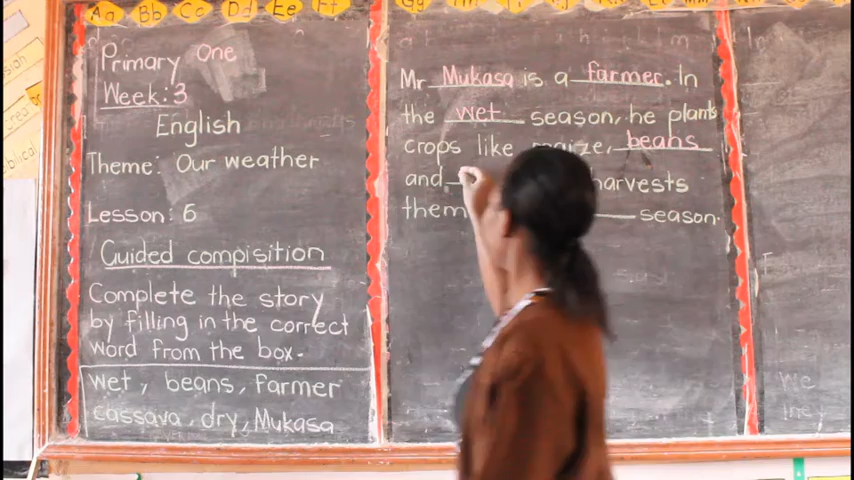 Aa Bb Cc Dd Ee Ff Gg
Primary One
Week: 3
English
Theme: Our weather
Lesson: 6
Guided compisition
Complete the story
by filling in the correct
word from the box.
wet, beans, farmer
cassava, dry, Mukasa
Mr Mukasa is a farmer. In
the wet season, he plants
crops like maize, beans
and harvests
them season.
We